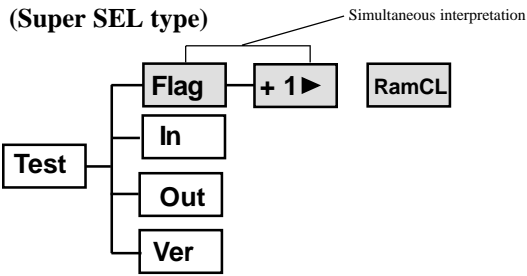 (Super SEL type)
Simultaneous interpretation
Flag
+ 1►
RamCL
In
Test
Out
Ver